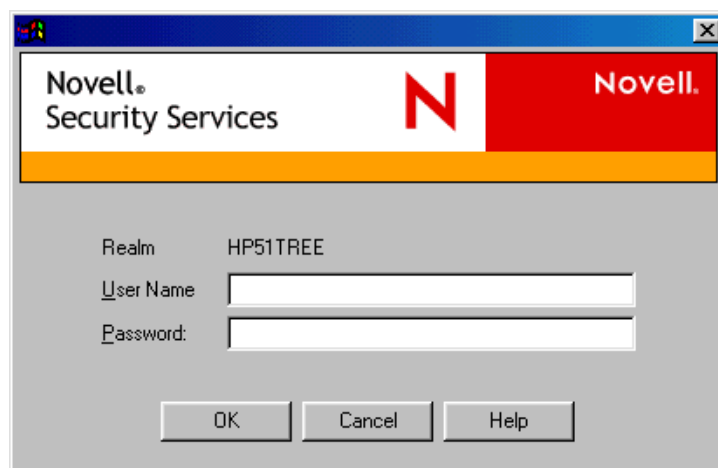 Novell®
Security Services
N
Novell.
Realm HP51TREE
User Name
Password:
OK Cancel Help